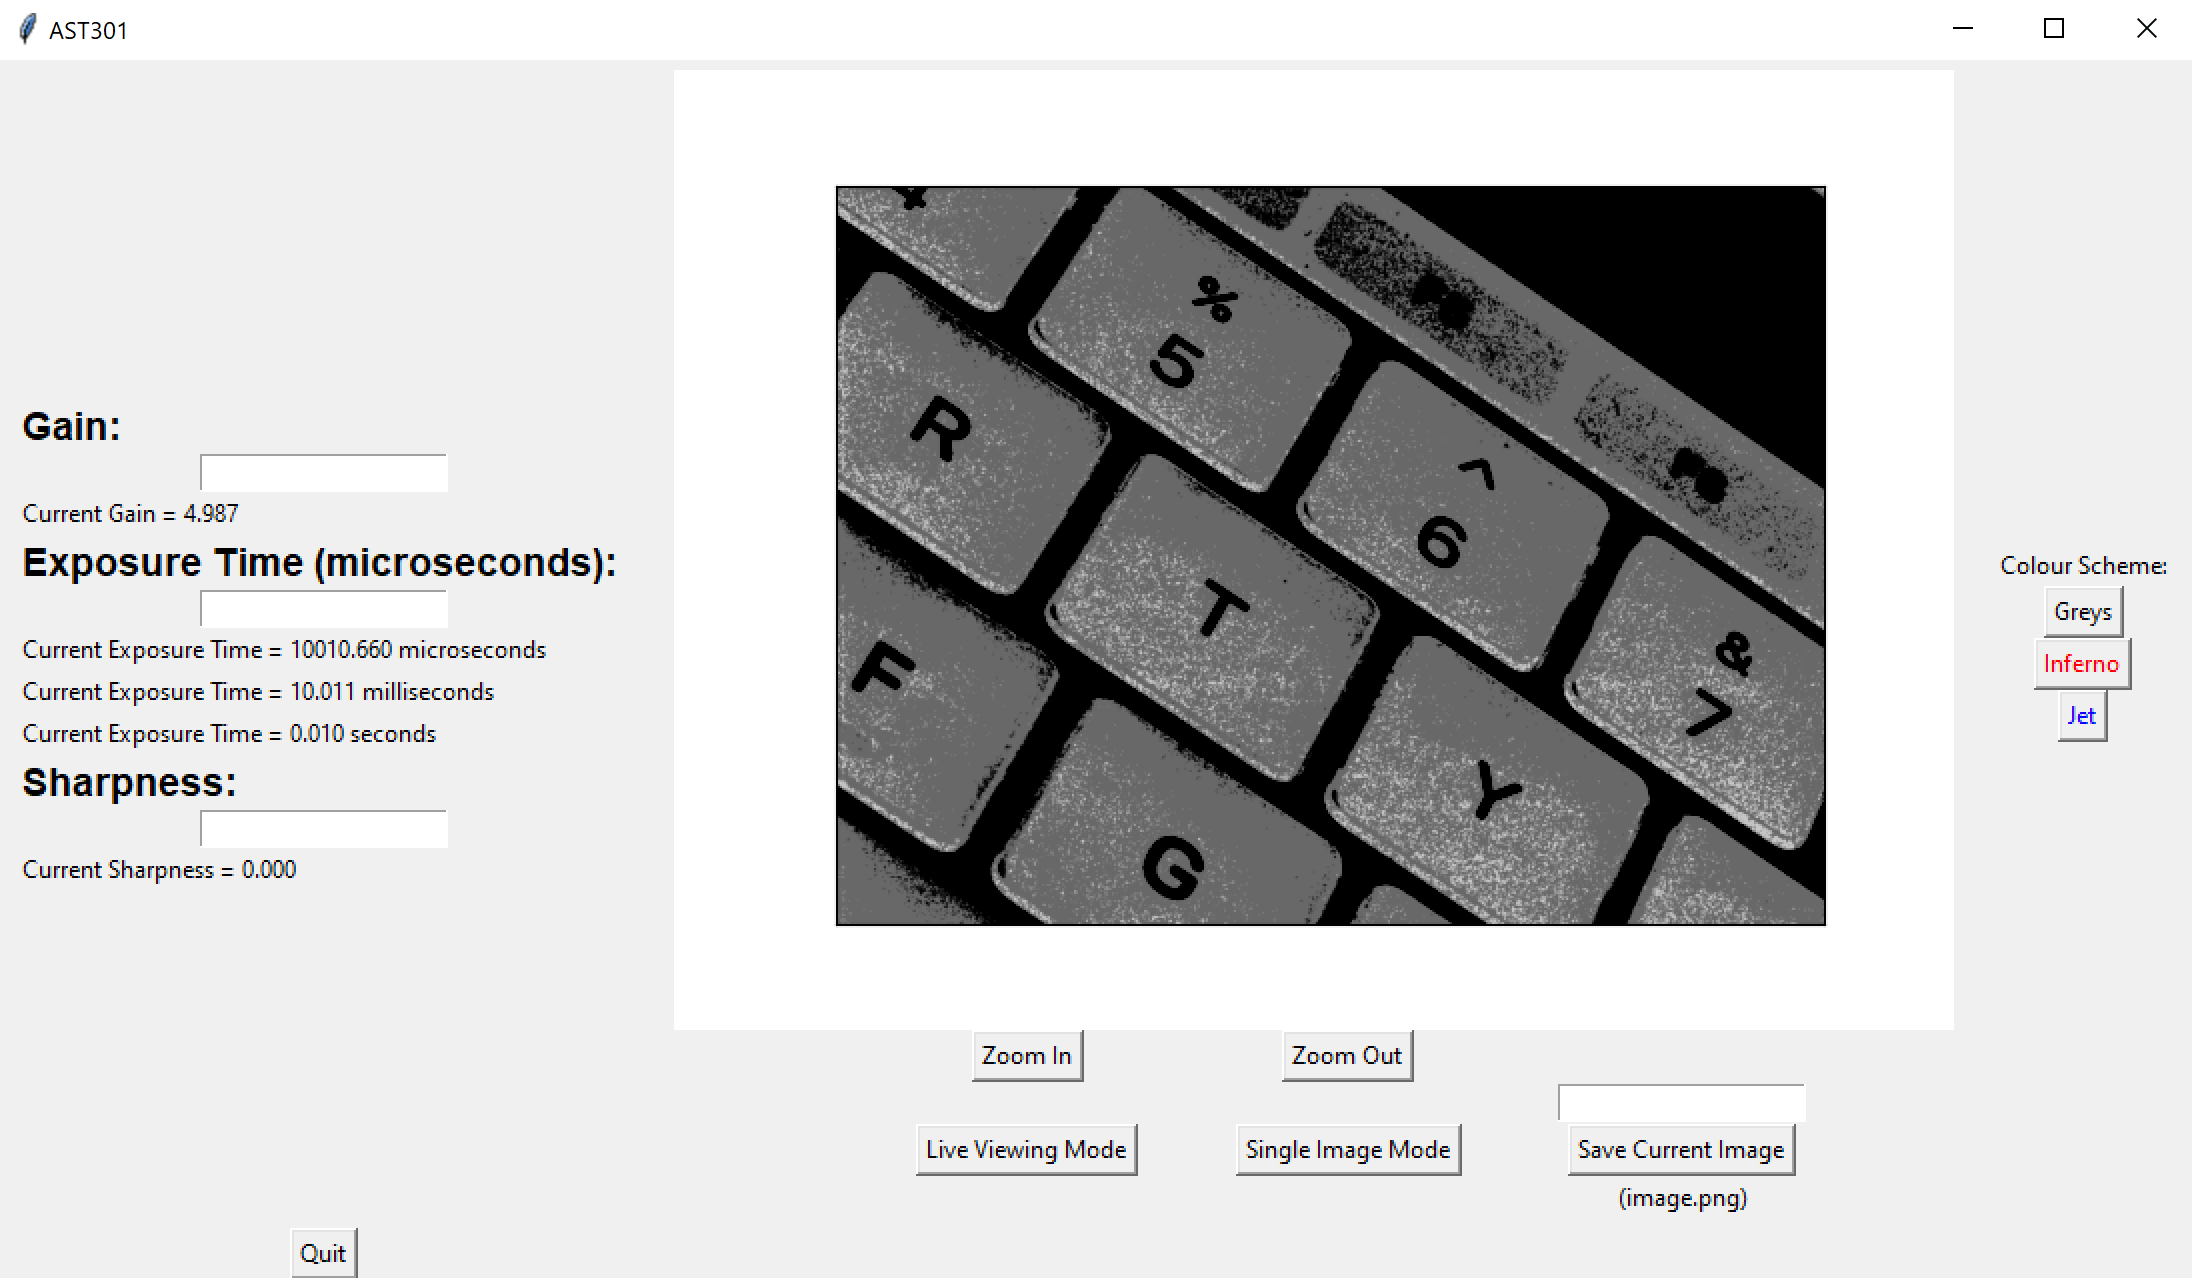 AST301
Gain:
Current Gain = 4.987
Exposure Time (microseconds):
Current Exposure Time = 10010.660 microseconds
Current Exposure Time = 10.011 milliseconds
Current Exposure Time = 0.010 seconds
Sharpness:
Current Sharpness = 0.000
%
5
R
^
6
T
F
&
7
Y
G
Colour Scheme:
Greys
Inferno
Jet
Zoom In
Zoom Out
Live Viewing Mode
Single Image Mode
Save Current Image
(image.png)
Quit